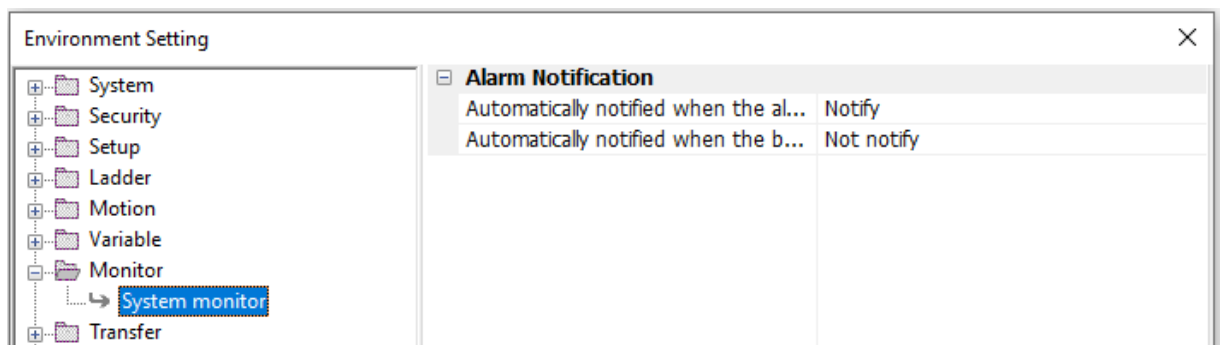 Environment Setting
System
Security
Setup
Ladder
Motion
Variable
Monitor
System monitor
Transfer
Alarm Notification
Automatically notified when the al... Notify
Automatically notified when the b... Not notify